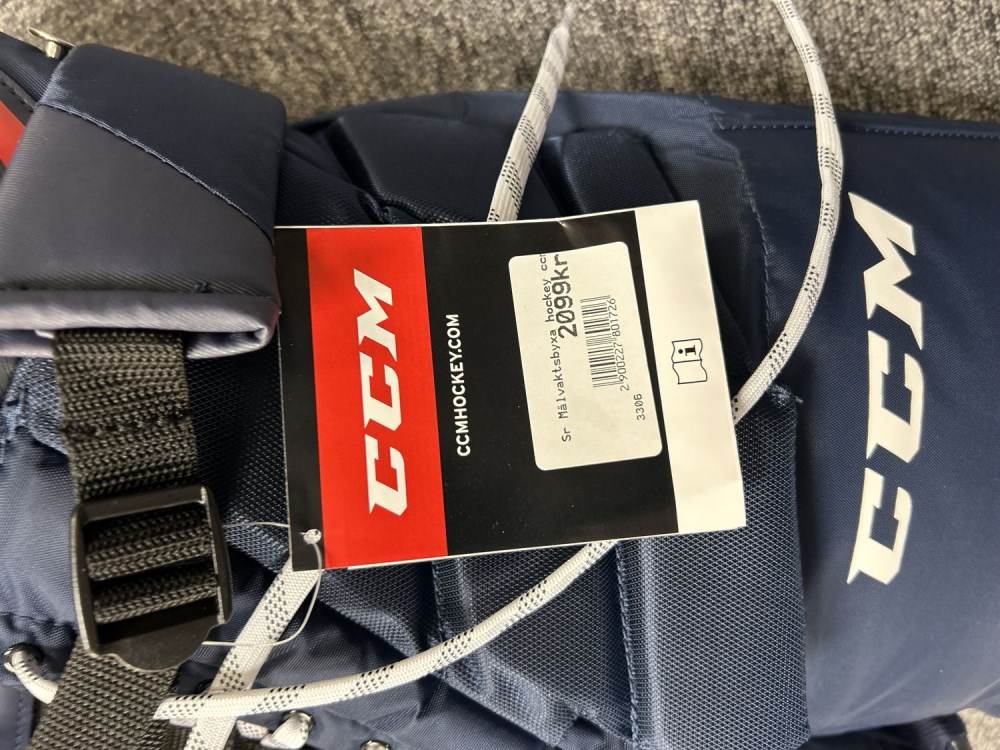 CCM
CCMHOCKEY.COM
Sr Målvaktsbyxa hockey ccm
2099kr
2 900227 801726
3306
i
CCM